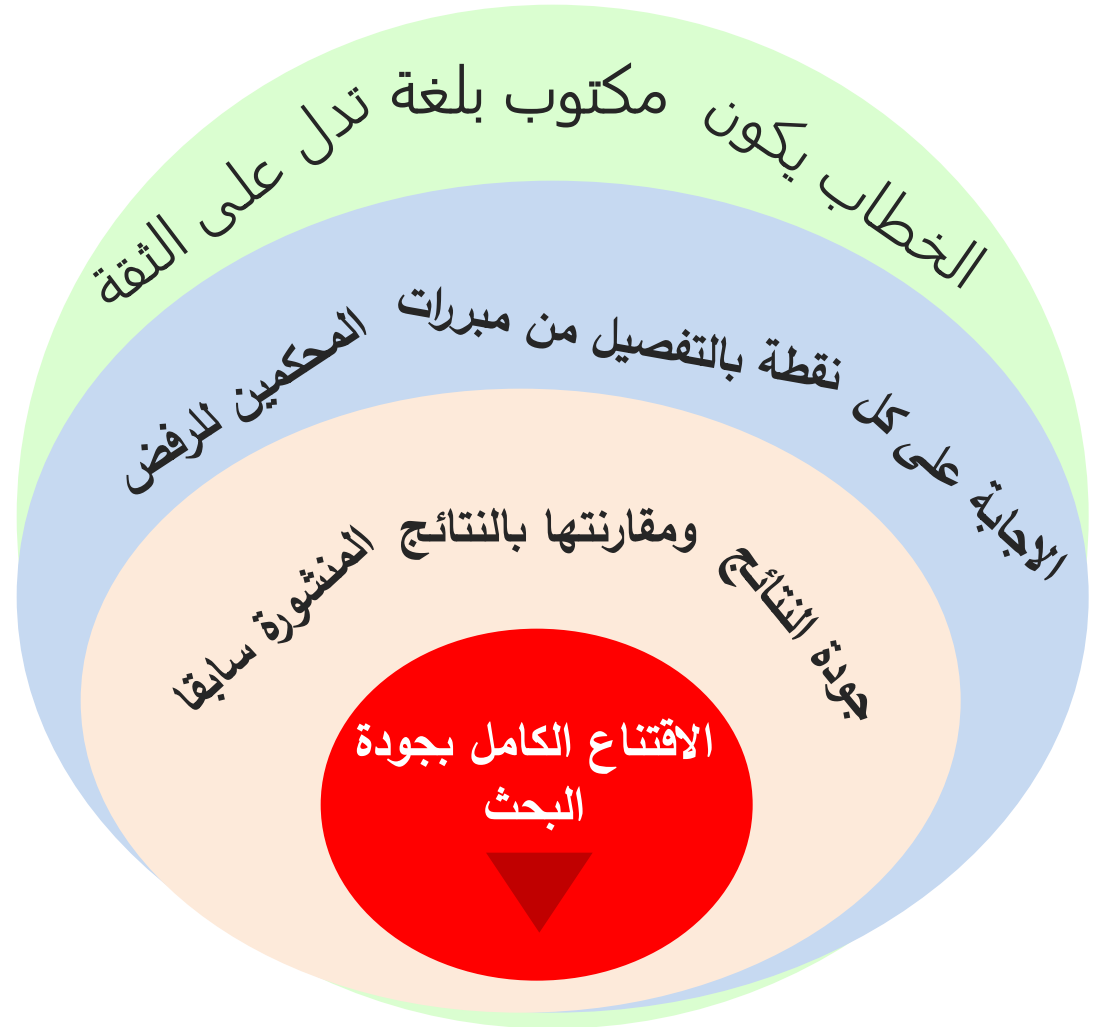 الخطاب يكون مكتوب بلغة تدل على الثقة
الاجابة على كل نقطة بالتفصيل من مبررات المحكمين للرفض
جودة النتائج ومقارنتها بالنتائج المنشورة سابقا
الاقتناع الكامل بجودة
البحث